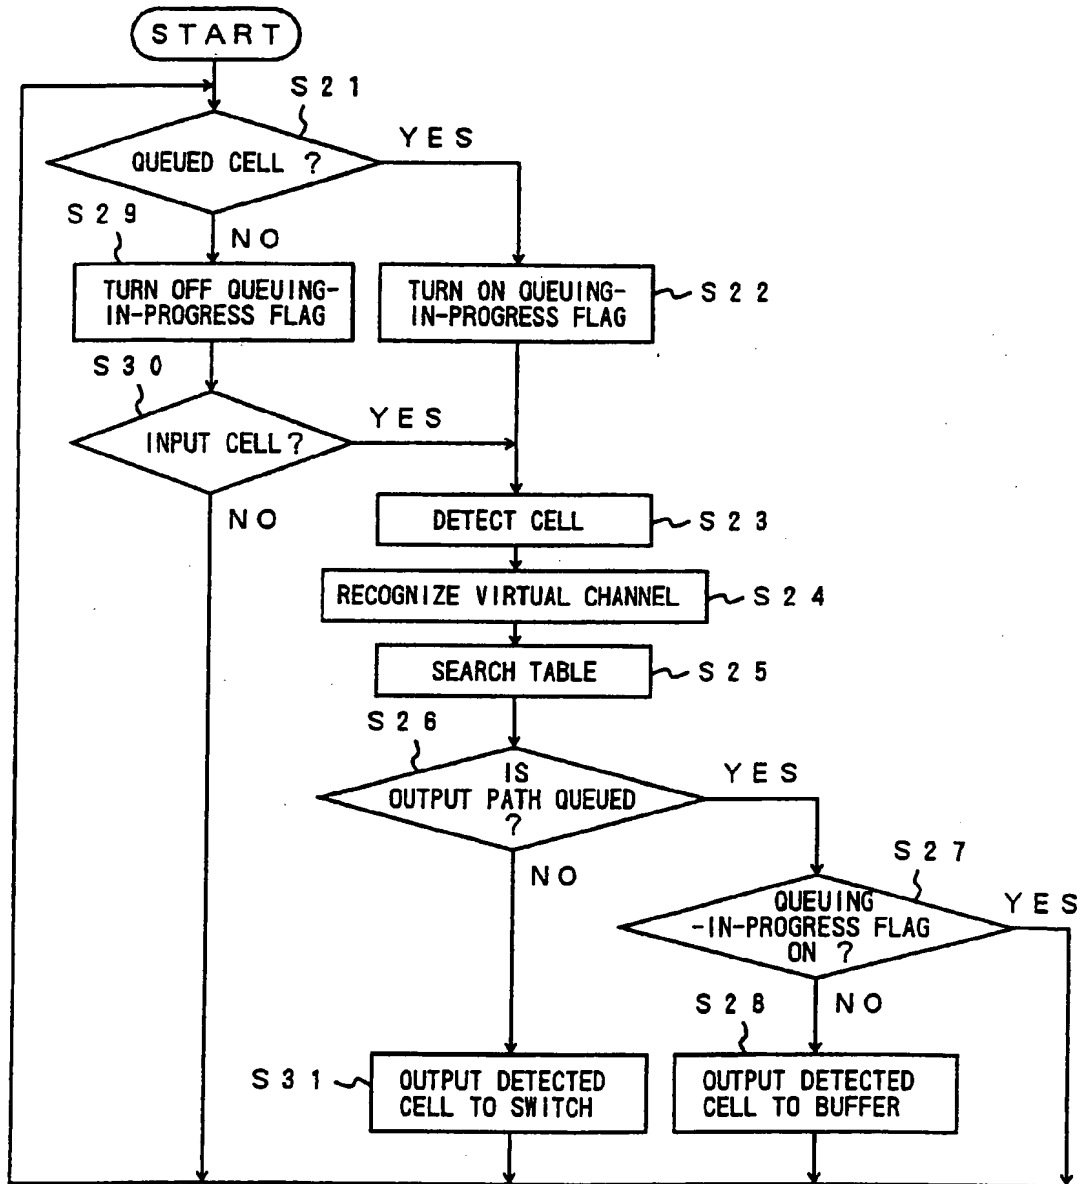 START
S21
QUEUED CELL ?
YES
S29
NO
TURN OFF QUEUING-
IN-PROGRESS FLAG
TURN ON QUEUING-
IN-PROGRESS FLAG
S22
S30
INPUT CELL?
YES
NO
DETECT CELL
S23
RECOGNIZE VIRTUAL CHANNEL
S24
SEARCH TABLE
S25
S26
IS
OUTPUT PATH QUEUED
?
YES
NO
S27
QUEUING
-IN-PROGRESS FLAG
ON ?
YES
S28
NO
S31
OUTPUT DETECTED
CELL TO SWITCH
OUTPUT DETECTED
CELL TO BUFFER